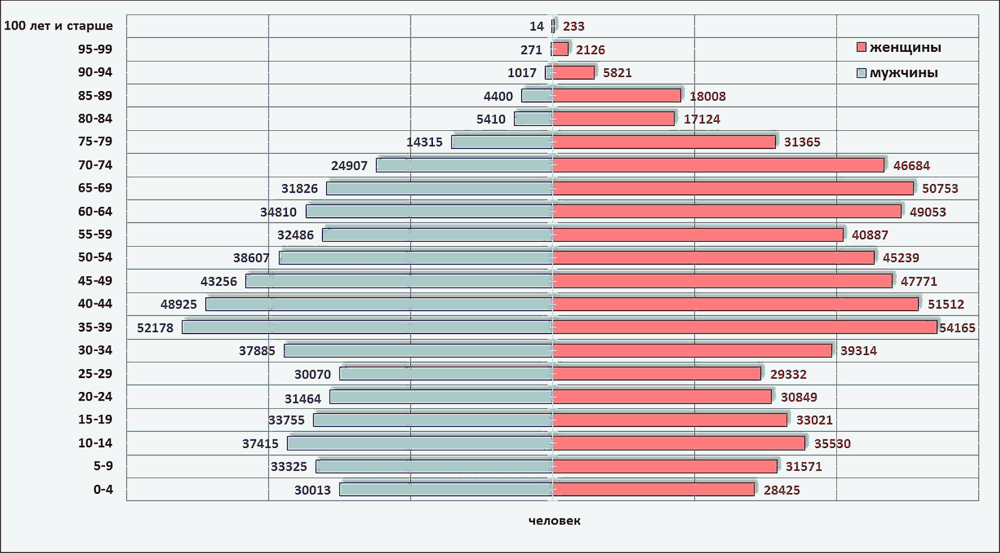 100 лет и старше 14 233
95-99 271 2126
женщины
90-94 1017 5821
мужчины
85-89 4400 18008
80-84 5410 17124
75-79 14315 31365
70-74 24907 46684
65-69 31826 50753
60-64 34810 49053
55-59 32486 40887
50-54 38607 45239
45-49 43256 47771
40-44 48925 51512
35-39 52178 54165
30-34 37885 39314
25-29 30070 29332
20-24 31464 30849
15-19 33755 33021
10-14 37415 35530
5-9 33325 31571
0-4 30013 28425
человек